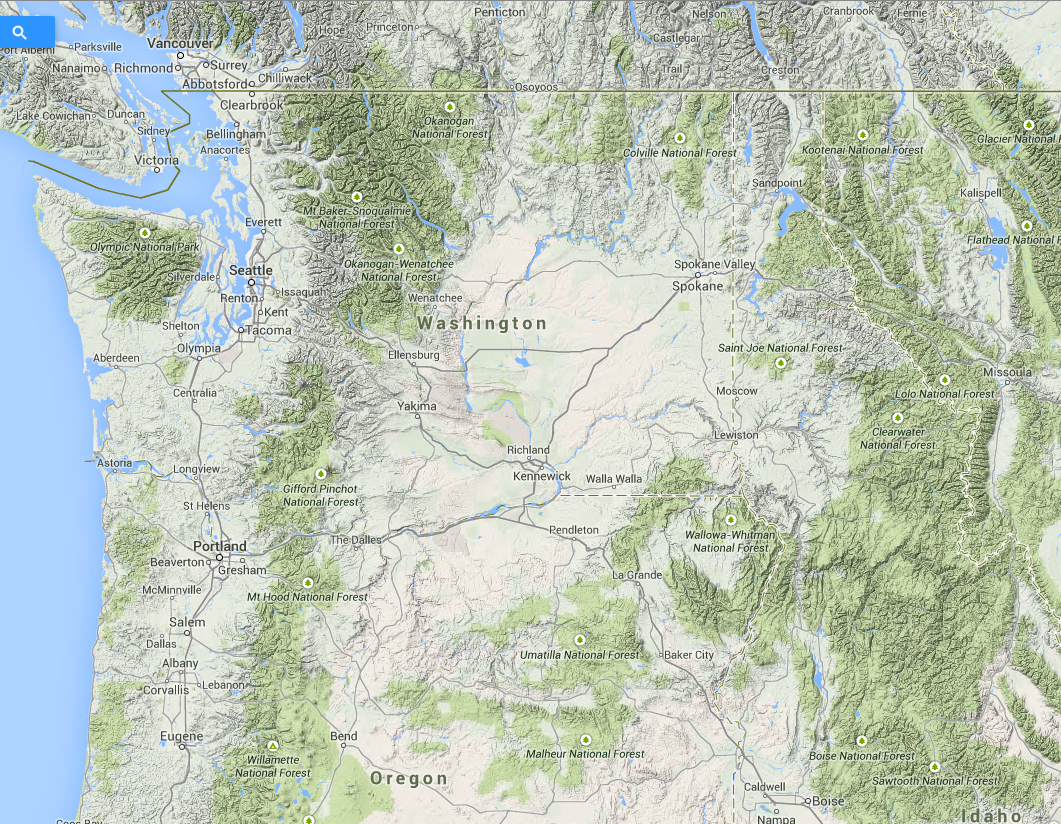 Penticton
Nelson
Cranbrook
Fernie
Hope
Princeton
Castlegar
Vancouver
Port Alberni
Parksville
Nanaimo
Richmond
Surrey
Trail
Creston
Abbotsford
Chilliwack
Osoyoos
Clearbrook
Lake Cowichan
Duncan
Sidney
Bellingham
Okanogan
National Forest
Anacortes
Colville National Forest
Kootenai National Forest
Glacier National P
Victoria
Sandpoint
Kalispell
Mt Baker-Snoqualmie
National Forest
Everett
Flathead National F
Olympic National Park
Okanogan-Wenatchee
National Forest
Seattle
Silverdale
Spokane Valley
Spokane
Renton
Issaquah
Wenatchee
Kent
Washington
Shelton
Tacoma
Olympia
Aberdeen
Ellensburg
Saint Joe National Forest
Missoula
Centralia
Moscow
Lolo National Forest
Yakima
Clearwater
National Forest
Lewiston
Richland
Astoria
Longview
Kennewick
Walla Walla
Gifford Pinchot
National Forest
St Helens
Pendleton
Wallowa-Whitman
National Forest
Portland
The Dalles
Beaverton
Gresham
La Grande
McMinnville
Mt Hood National Forest
Salem
Dallas
Umatilla National Forest
Baker City
Albany
Lebanon
Corvallis
Eugene
Bend
Malheur National Forest
Boise National Forest
Willamette
National Forest
Oregon
Sawtooth National Forest
Caldwell
Boise
Nampa
Idaho
Coos Bay